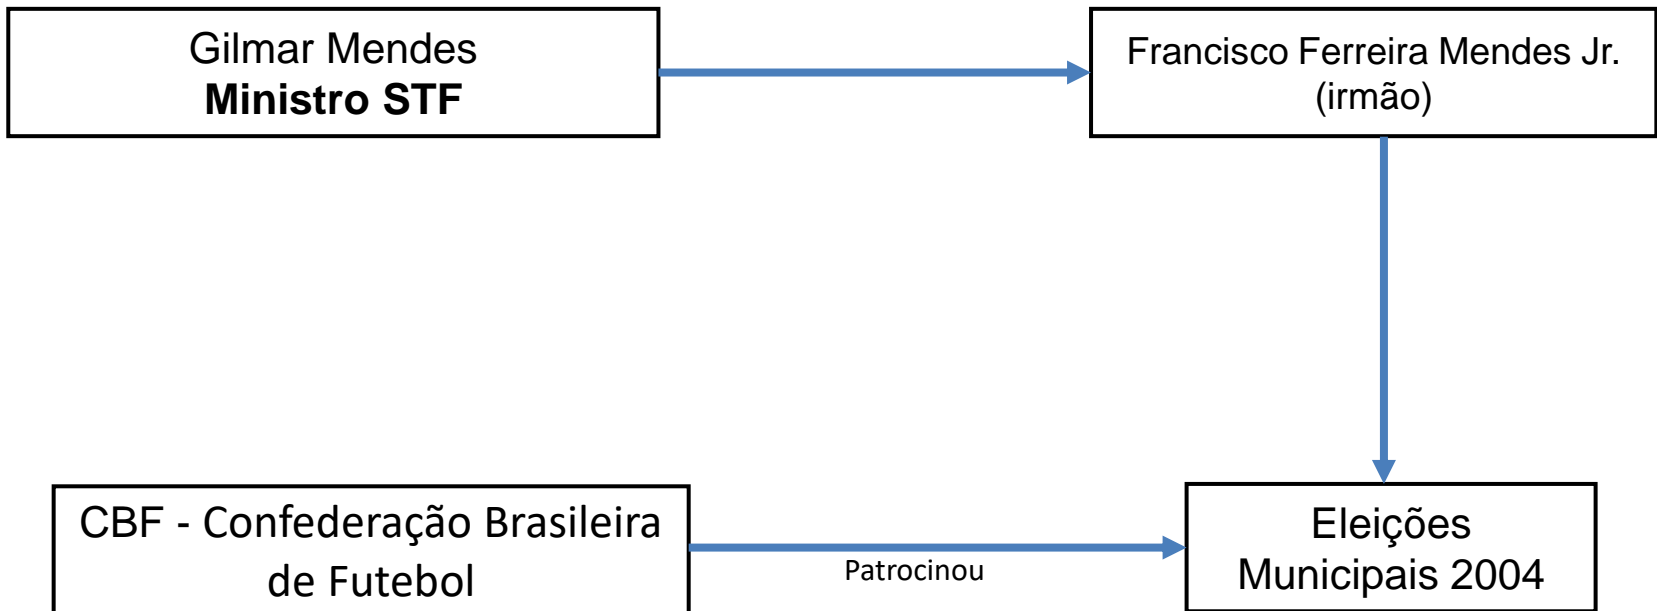 Gilmar Mendes
Ministro STF
Francisco Ferreira Mendes Jr.
(irmão)
CBF - Confederação Brasileira
de Futebol
Patrocinou
Eleições
Municipais 2004